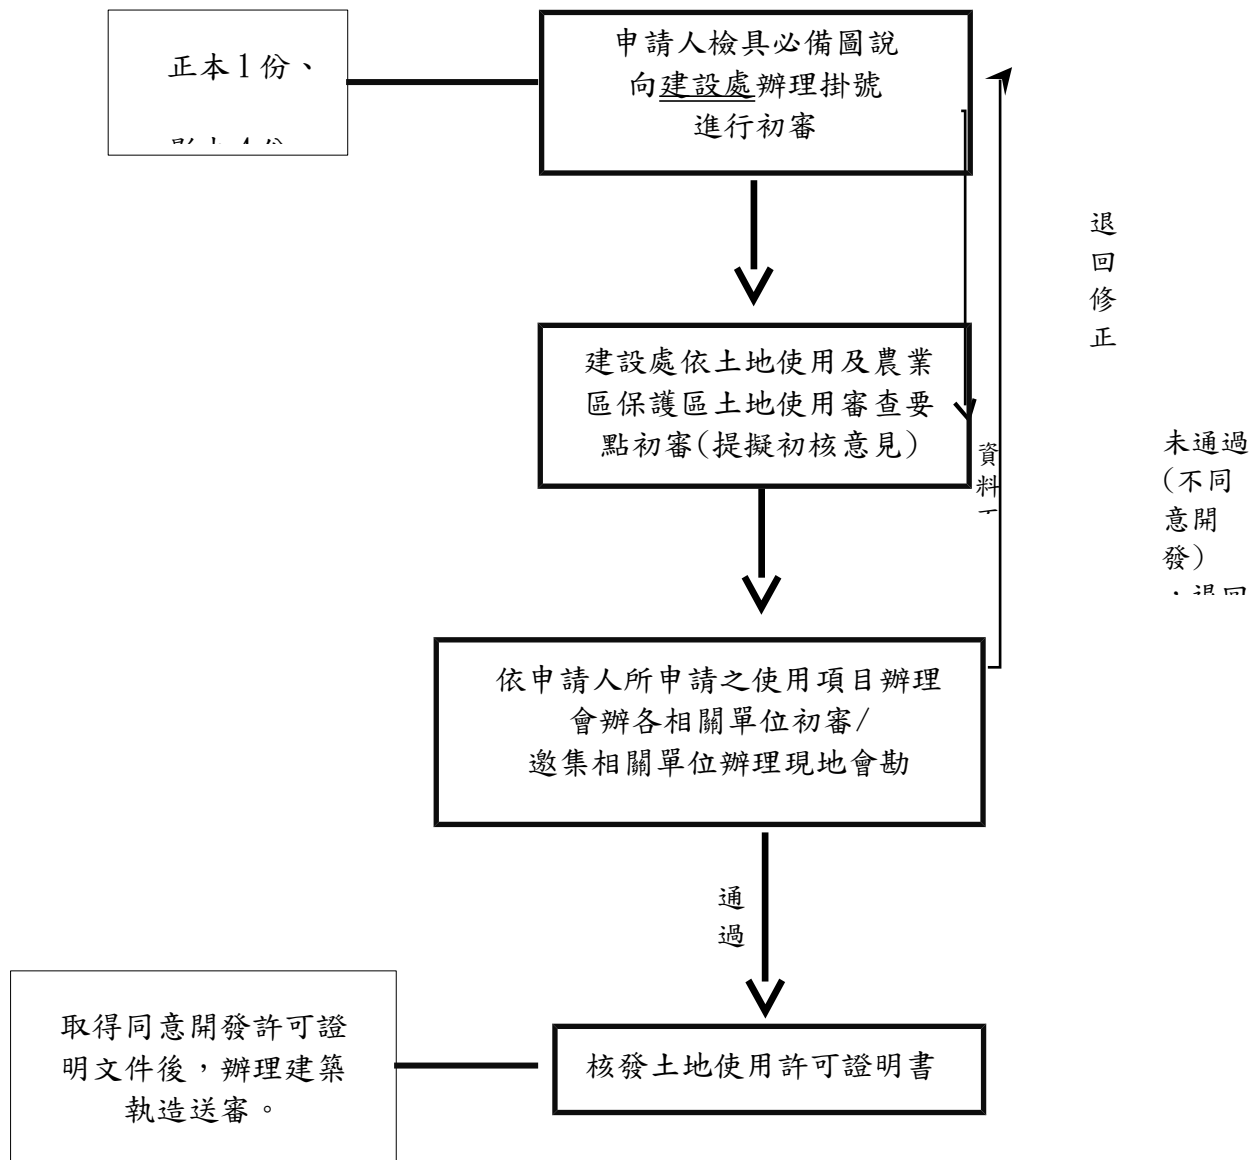 正本1份、
申請人檢具必備圖說
向建設處辦理掛號
進行初審
退
回
修
正
建設處依土地使用及農業
區保護區土地使用審查要
點初審(提擬初核意見)
資
料
未通過
(不同
意開
發)
,退回
依申請人所申請之使用項目辦理
會辦各相關單位初審/
邀集相關單位辦理現地會勘
通
過
取得同意開發許可證
明文件後,辦理建築
執造送審。
核發土地使用許可證明書